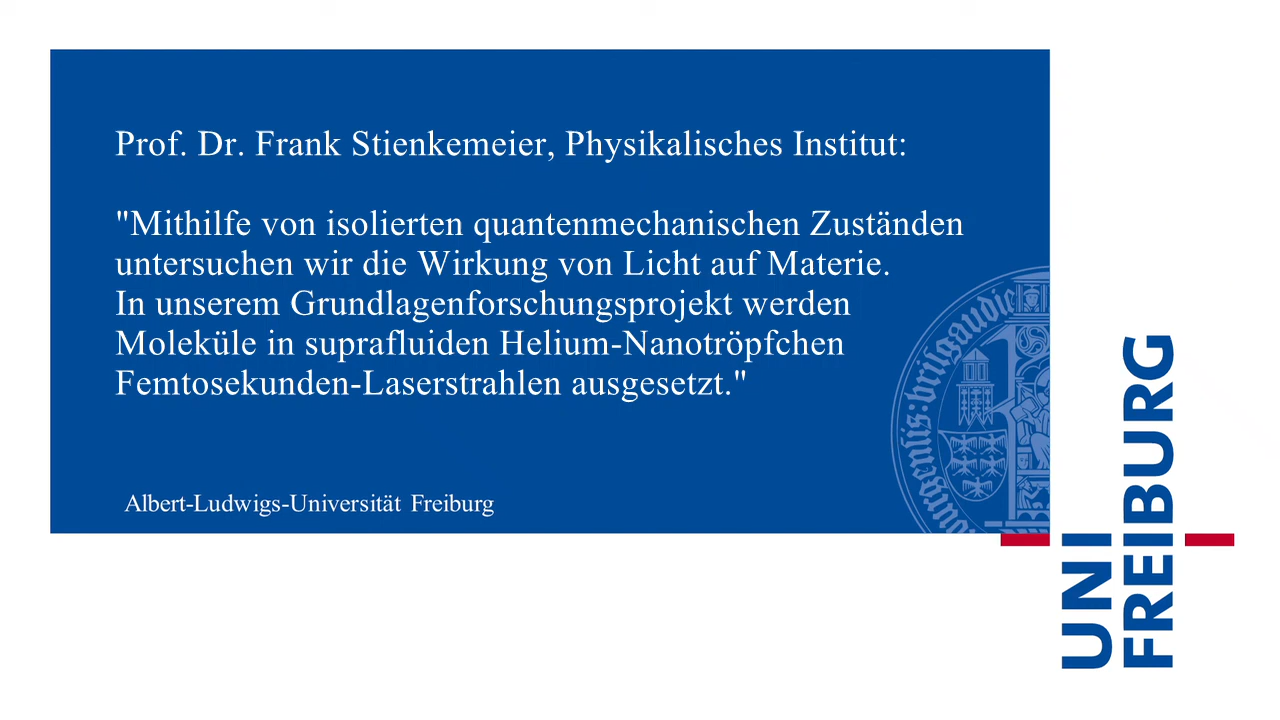 Prof. Dr. Frank Stienkemeier, Physikalisches Institut:
"Mithilfe von isolierten quantenmechanischen Zuständen
untersuchen wir die Wirkung von Licht auf Materie.
In unserem Grundlagenforschungsprojekt werden
Moleküle in suprafluiden Helium-Nanotröpfchen
Femtosekunden-Laserstrahlen ausgesetzt."
Albert-Ludwigs-Universität Freiburg
UNI
FREIBURG